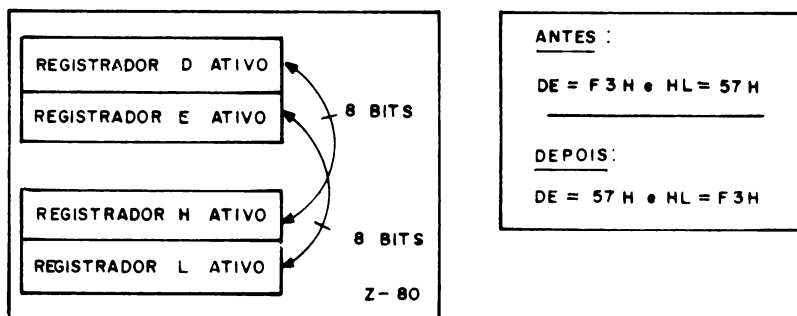 REGISTRADOR D ATIVO
REGISTRADOR E ATIVO
8 BITS
REGISTRADOR H ATIVO
REGISTRADOR L ATIVO
8 BITS
Z-80
ANTES:
DE = F3H e HL = 57H
DEPOIS:
DE = 57H e HL = F3H